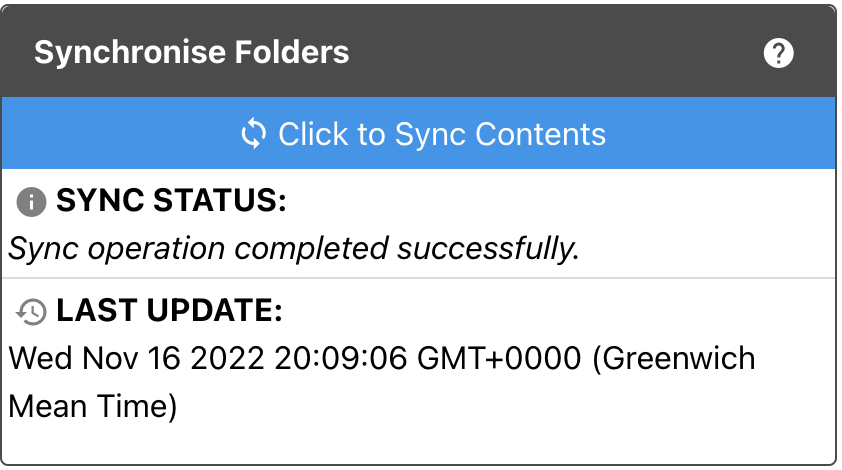 Synchronise Folders
Click to Sync Contents
SYNC STATUS:
Sync operation completed successfully.
LAST UPDATE:
Wed Nov 16 2022 20:09:06 GMT+0000 (Greenwich
Mean Time)